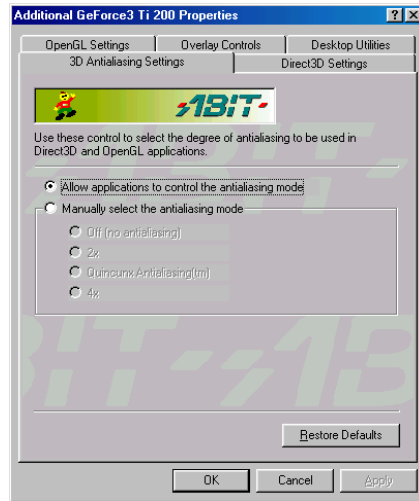 Additional GeForce3 Ti 200 Properties
OpenGL Settings
Overlay Controls
Desktop Utilities
3D Antialiasing Settings
Direct3D Settings
ABIT
Use these control to select the degree of antialiasing to be used in
Direct3D and OpenGL applications.
Allow applications to control the antialiasing mode
Manually select the antialiasing mode
Off (no antialiasing)
2x
Quincunx Antialiasing(tm)
4x
Restore Defaults
OK
Cancel
Apply